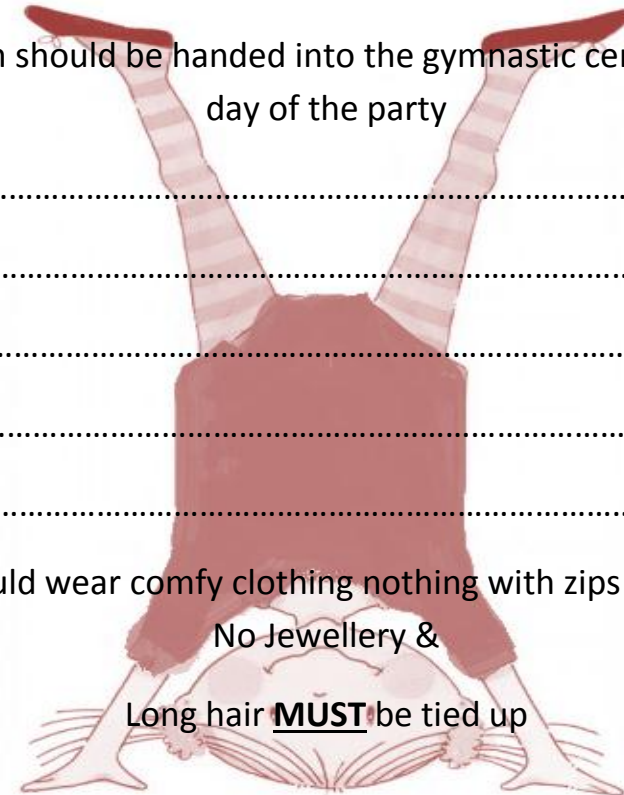 should be handed into the gymnastic
day of the party
uld wear comfy clothing nothing with zips
No Jewellery &
Long hair MUST be tied up